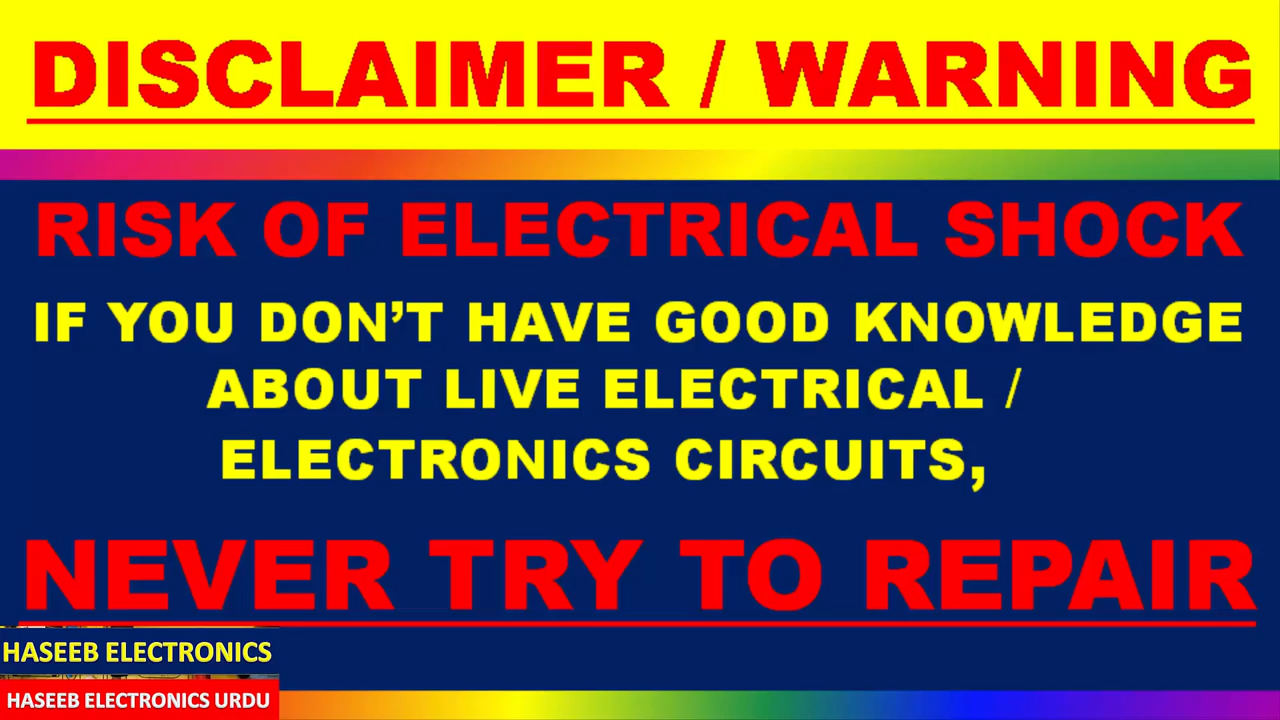 DISCLAIMER / WARNING
RISK OF ELECTRICAL SHOCK
IF YOU DON’T HAVE GOOD KNOWLEDGE
ABOUT LIVE ELECTRICAL /
ELECTRONICS CIRCUITS,
NEVER TRY TO REPAIR
HASEEB ELECTRONICS
HASEEB ELECTRONICS URDU